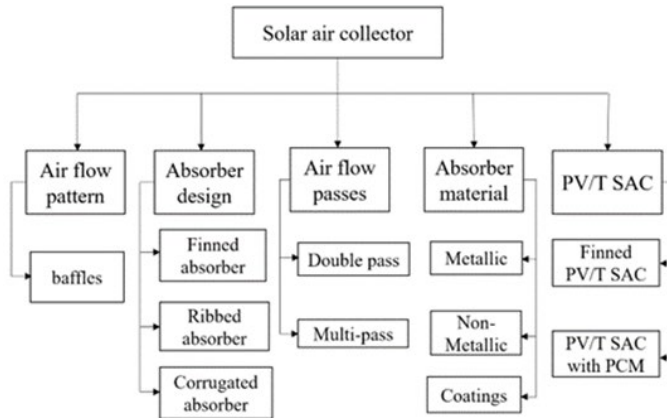 Solar air collector
Air flow
pattern
Absorber
design
Air flow
passes
Absorber
material
PV/T SAC
baffles
Finned
absorber
Ribbed
absorber
Corrugated
absorber
Double pass
Multi-pass
Metallic
Non-
Metallic
Coatings
Finned
PV/T SAC
PV/T SAC
with PCM